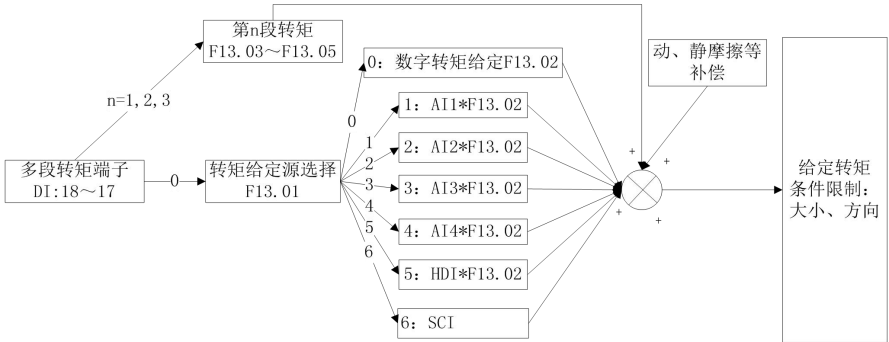 第n段转矩
F13.03～F13.05
n=1,2,3
多段转矩端子
DI:18～17
0
转矩给定源选择
F13.01
0
1
2
3
4
5
6
0: 数字转矩给定F13.02
1: AI1*F13.02
2: AI2*F13.02
3: AI3*F13.02
4: AI4*F13.02
5: HDI*F13.02
6: SCI
动、静摩擦等
补偿
+
+
+
+
给定转矩
条件限制:
大小、方向